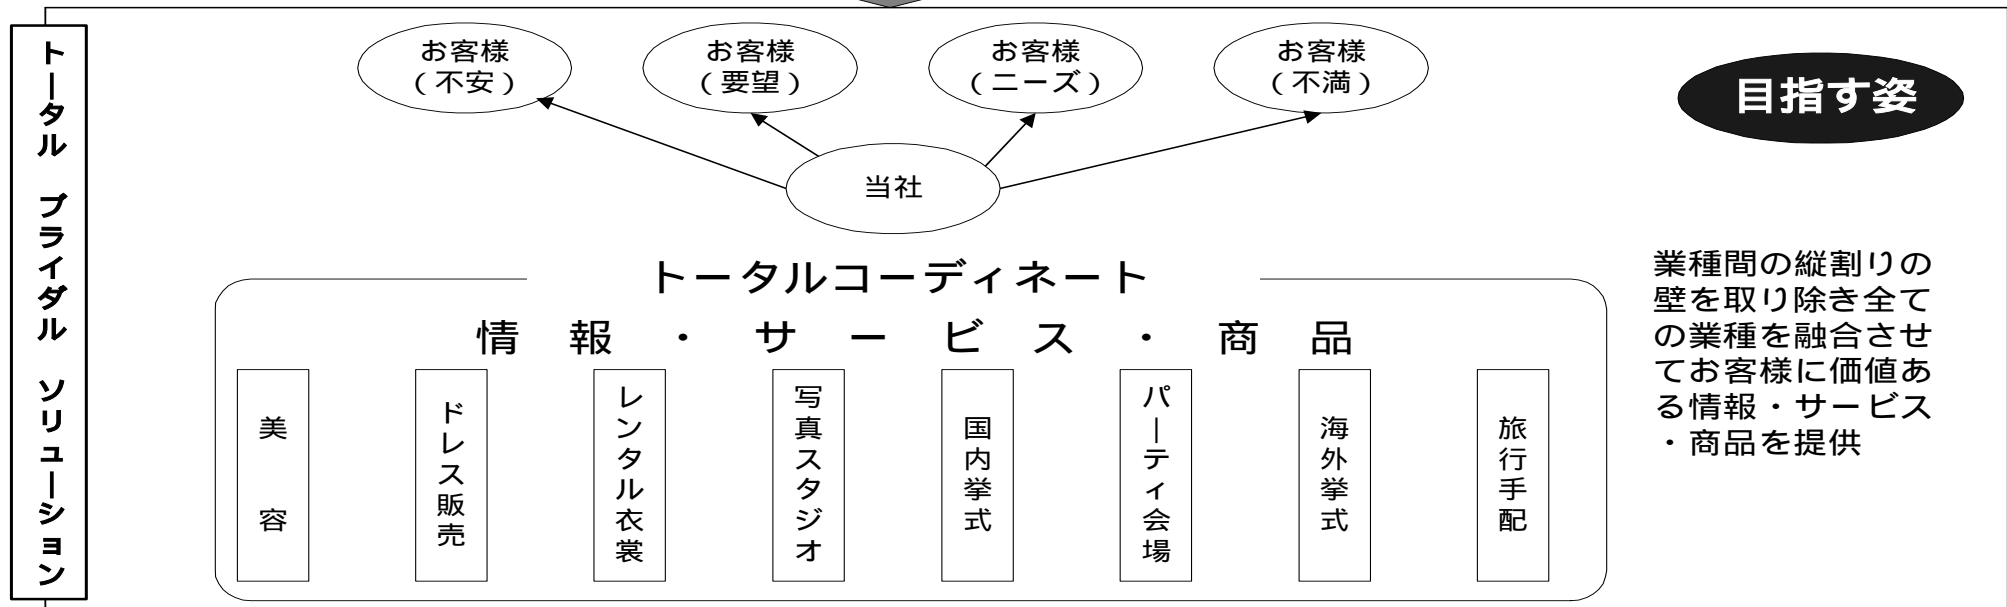 トータル ブライダル ソリューション
お客様
（不安）
お客様
（要望）
お客様
（ニーズ）
お客様
（不満）
目指す姿
当社
トータルコーディネート
情報・サービス・商品
美容
ドレス販売
レンタル衣裳
写真スタジオ
国内挙式
パーティ会場
海外挙式
旅行手配
業種間の縦割りの
壁を取り除き全て
の業種を融合させ
てお客様に価値あ
る情報・サービス
・商品を提供